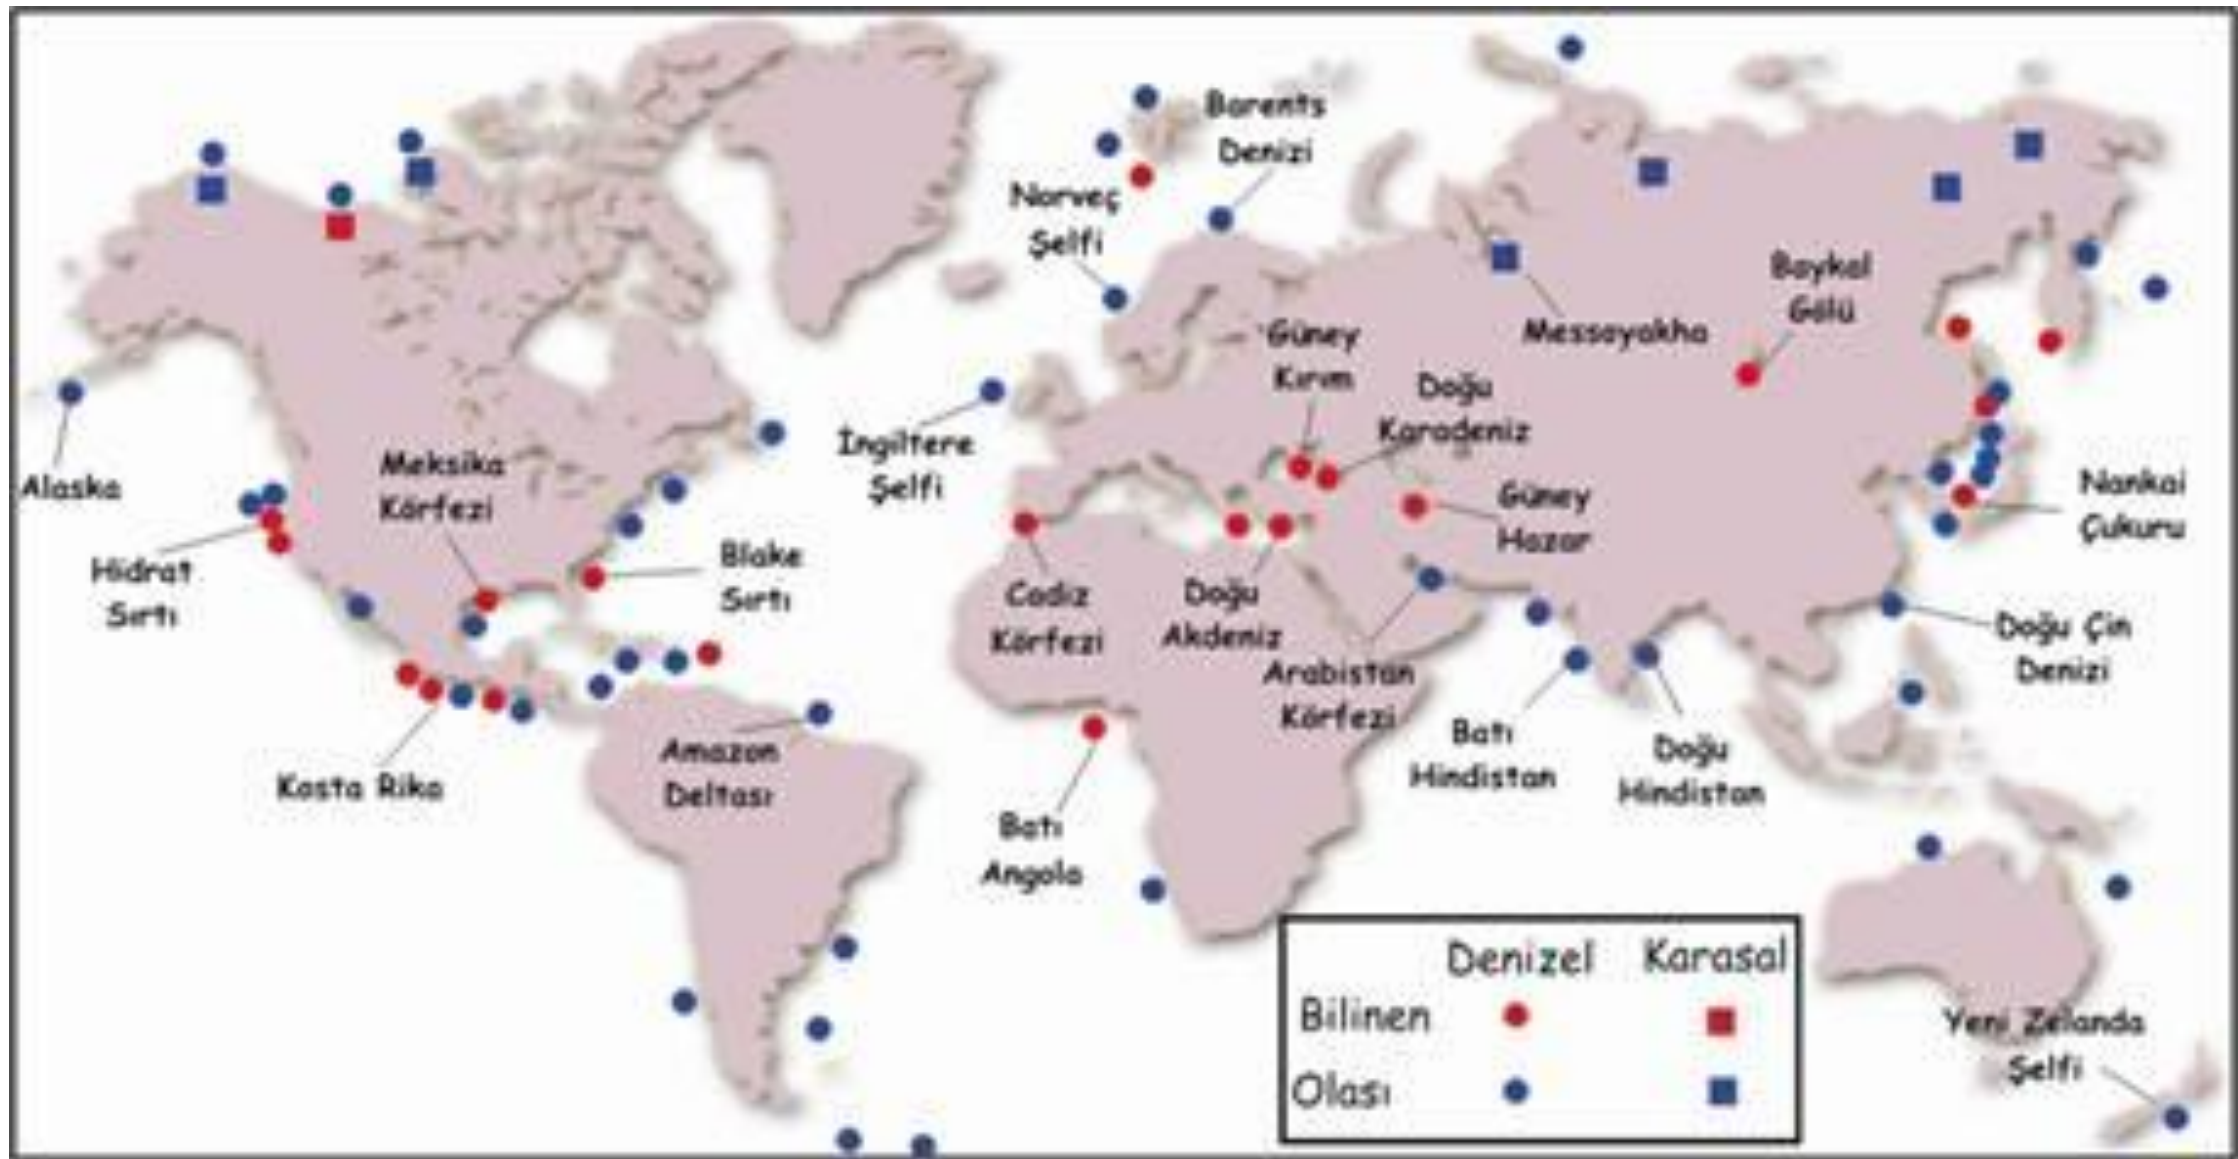 Barents
Denizi
Norveç
Şelfi
Baykal
Gölü
Messoyakha
Güney
Kırım
Doğu
Karadeniz
İngiltere
Şelfi
Meksika
Körfezi
Alaska
Güney
Hazar
Nankai
Çukuru
Hidrat
Sırtı
Blake
Sırtı
Cadiz
Körfezi
Doğu
Akdeniz
Arabistan
Körfezi
Doğu Çin
Denizi
Batı
Hindistan
Doğu
Hindistan
Kosta Rika
Amazon
Deltası
Batı
Angola
Denizel Karasal
Bilinen
Olası
Yeni Zelanda
Şelfi